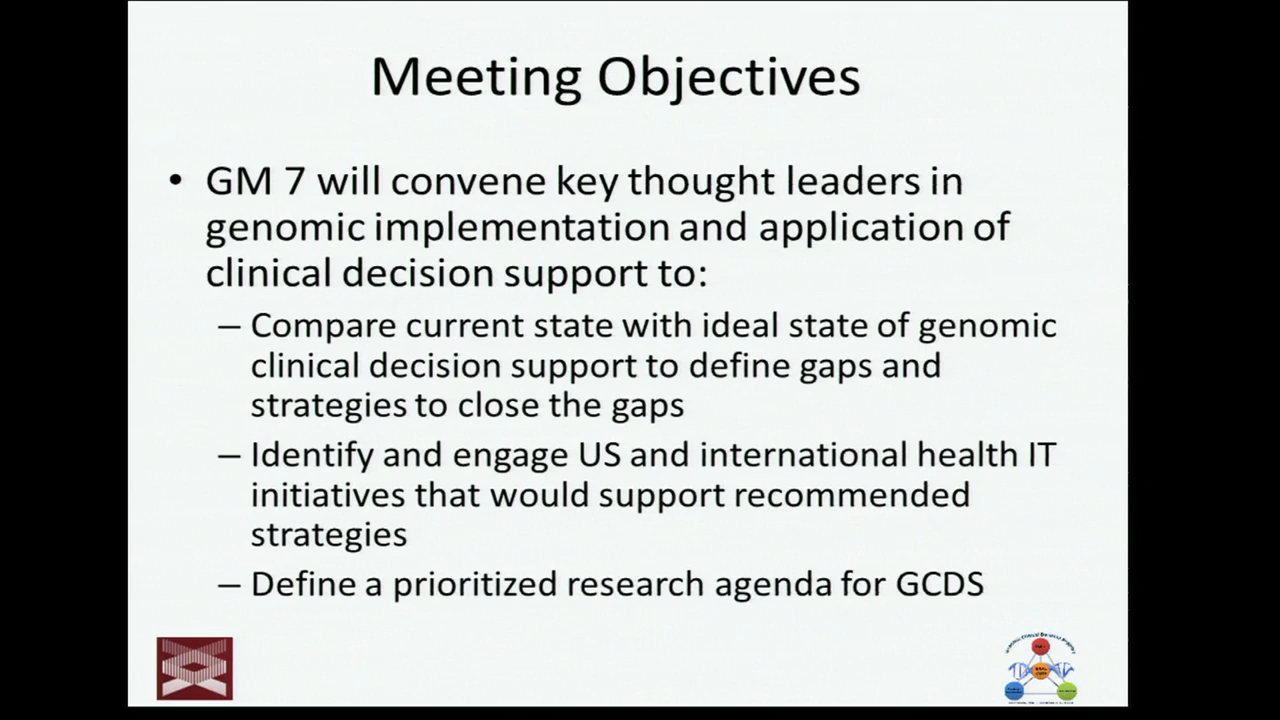 Meeting Objectives
• GM 7 will convene key thought leaders in
genomic implementation and application of
clinical decision support to:
– Compare current state with ideal state of genomic
clinical decision support to define gaps and
strategies to close the gaps
– Identify and engage US and international health IT
initiatives that would support recommended
strategies
– Define a prioritized research agenda for GCDS